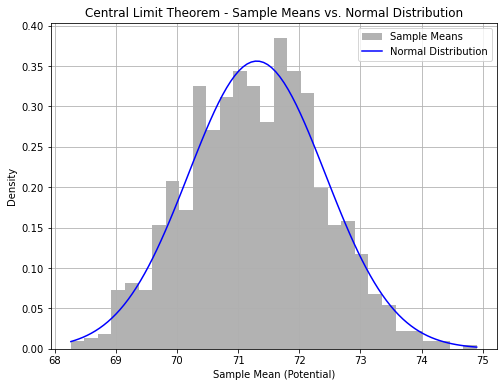 Central Limit Theorem - Sample Means vs. Normal Distribution
Sample Means
Normal Distribution
Density
0.40
0.35
0.30
0.25
0.20
0.15
0.10
0.05
0.00
68 69 70 71 72 73 74 75
Sample Mean (Potential)